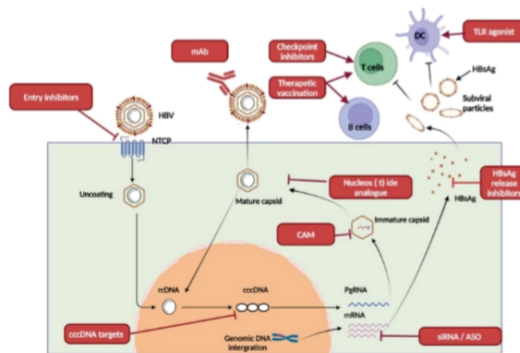 mAb
Checkpoint
inhibitors
DC
TLR agonist
T cells
HBsAg
Therapetic
vaccination
Entry inhibitors
HBV
Subviral
particles
B cells
NTCP
Uncoating
Mature capsid
Nucleos ( t ) ide
analogue
HBsAg
HBsAg
release
inhibitors
CAM
Immature capsid
rcDNA
cccDNA
PgRNA
mRNA
cccDNA targets
Genomic DNA
intergration
siRNA / ASO